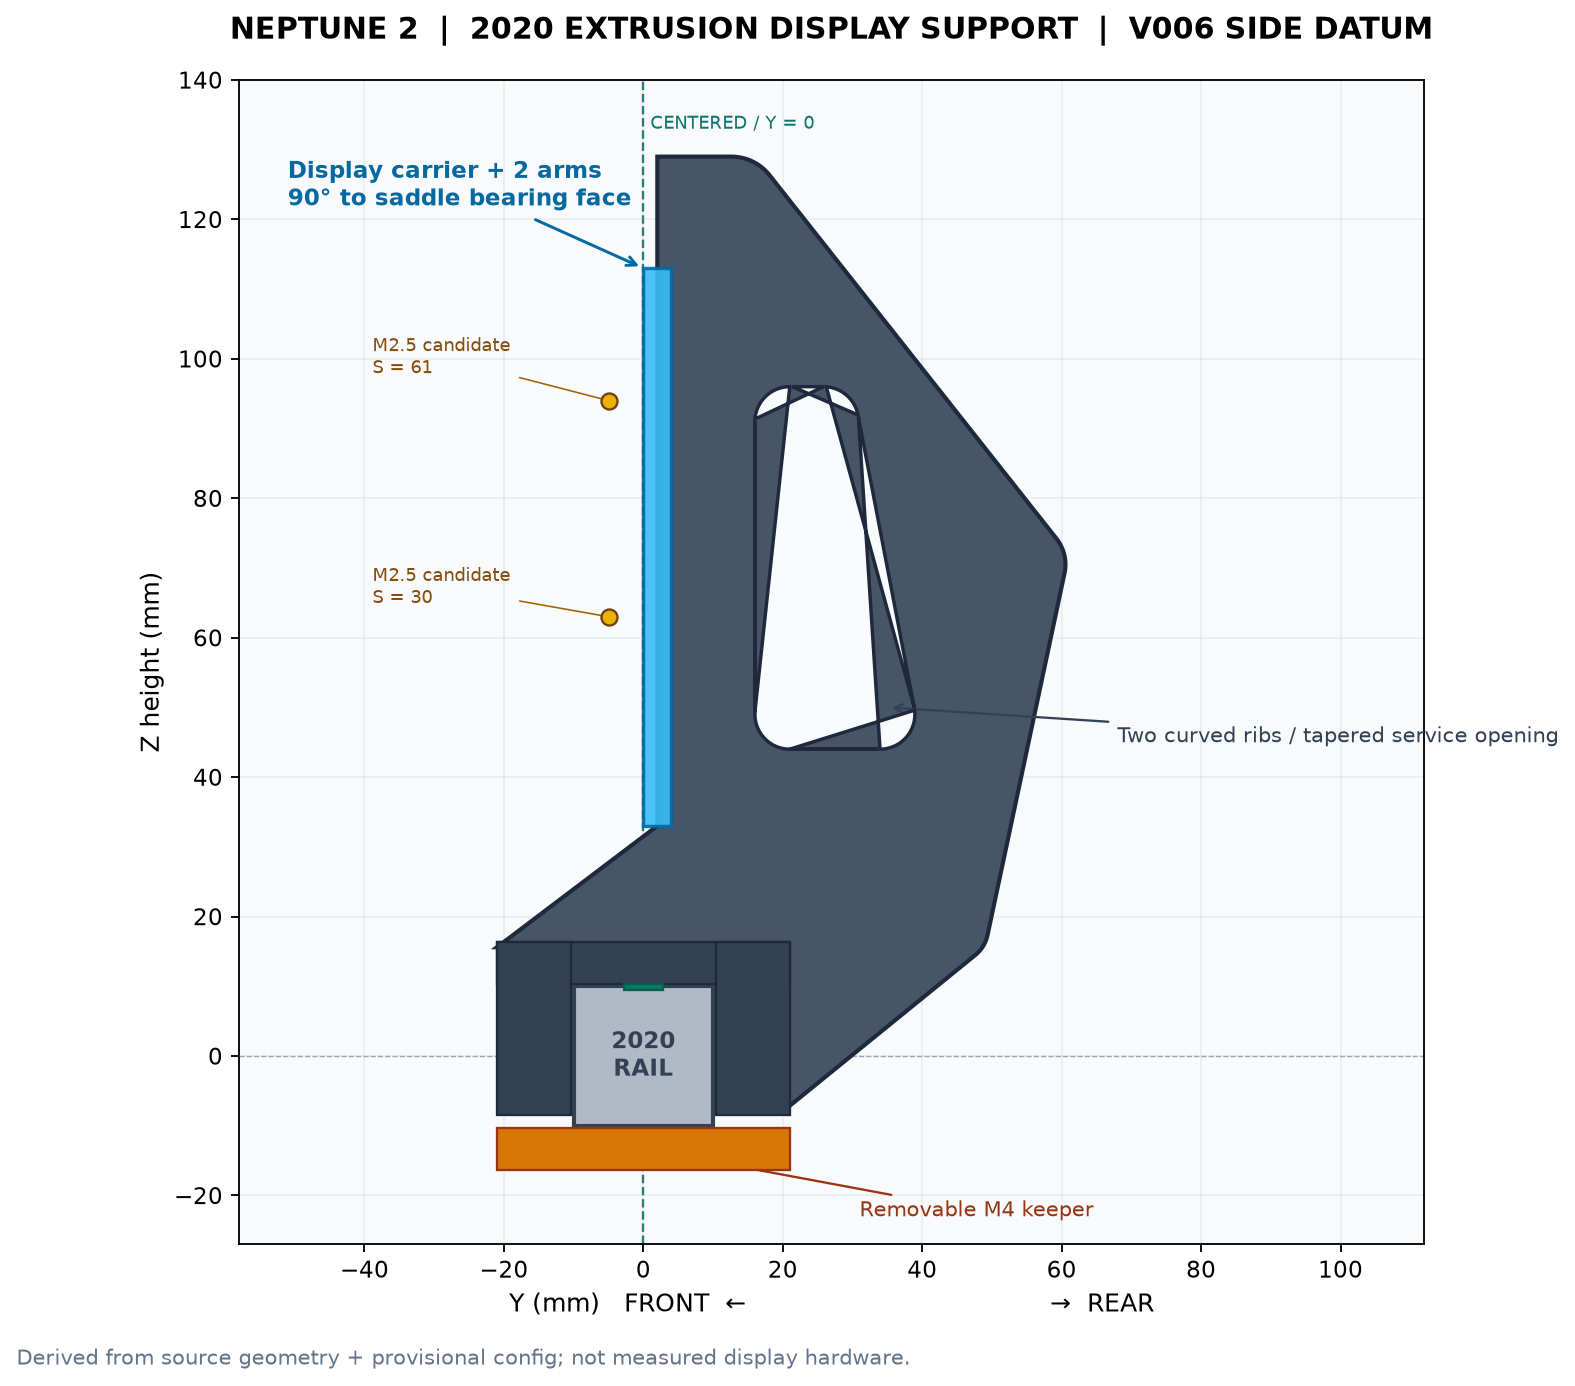 NEPTUNE 2 | 2020 EXTRUSION DISPLAY SUPPORT | V006 SIDE DATUM
140
120
100
80
60
40
20
0
−20
Z height (mm)
CENTERED / Y = 0
Display carrier + 2 arms
90° to saddle bearing face
M2.5 candidate
S = 61
M2.5 candidate
S = 30
Two curved ribs / tapered service opening
2020
RAIL
Removable M4 keeper
−40
−20
0
20
40
60
80
100
Y (mm) FRONT ← → REAR
Derived from source geometry + provisional config; not measured display hardware.